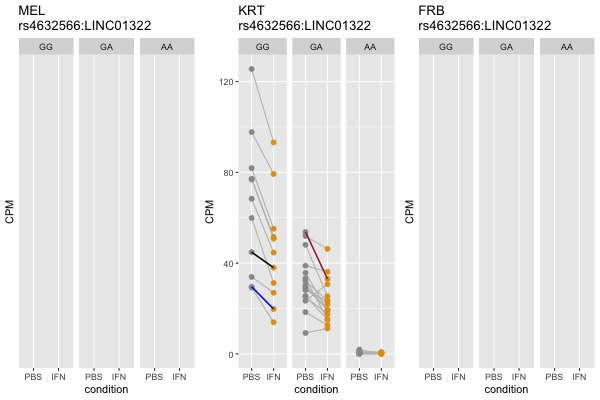 MEL
rs4632566:LINC01322
GG GA AA
CPM
PBS IFN PBS IFN PBS IFN
condition
KRT
rs4632566:LINC01322
GG GA AA
120
80
40
0
CPM
PBS IFN PBS IFN PBS IFN
condition
FRB
rs4632566:LINC01322
GG GA AA
CPM
PBS IFN PBS IFN PBS IFN
condition